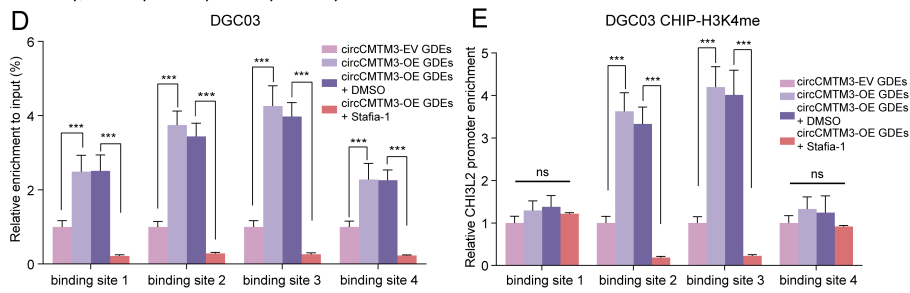 D
DGC03
Relative enrichment to input (%)
6
4
2
0
***
***
***
***
***
***
***
***
circCMTM3-EV GDEs
circCMTM3-OE GDEs
circCMTM3-OE GDEs
+ DMSO
circCMTM3-OE GDEs
+ Stafia-1
binding site 1
binding site 2
binding site 3
binding site 4
E
DGC03 CHIP-H3K4me
Relative CHI3L2 promoter enrichment
5
4
3
2
1
0
ns
***
***
***
***
ns
circCMTM3-EV GDEs
circCMTM3-OE GDEs
circCMTM3-OE GDEs
+ DMSO
circCMTM3-OE GDEs
+ Stafia-1
binding site 1
binding site 2
binding site 3
binding site 4